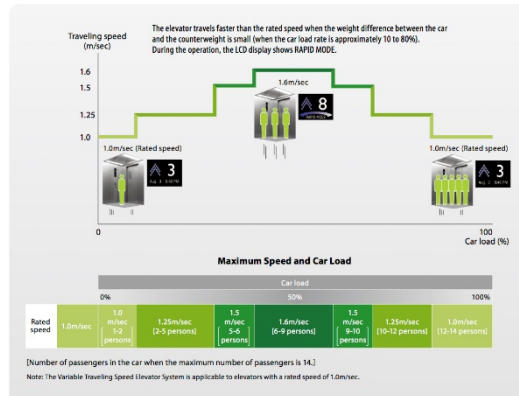 The elevator travels faster than the rated speed when the weight difference between the car
and the counterweight is small (when the car load rate is approximately 10 to 80%).
During the operation, the LCD display shows RAPID MODE.
Traveling speed
(m/sec)
1.6
1.5
1.25
1.0
1.6m/sec
8
RAPID MODE
1.0m/sec (Rated speed)
3
1.0m/sec (Rated speed)
3
0
100
Car load (%)
Maximum Speed and Car Load
Car load
0%
50%
100%
Rated
speed
1.0m/sec
1.0
m/sec
1-2
persons
1.25m/sec
(2-5 persons)
1.5
m/sec
5-6
persons
1.6m/sec
(6-9 persons)
1.5
m/sec
9-10
persons
1.25m/sec
(10-12 persons)
1.0m/sec
(12-14 persons)
[Number of passengers in the car when the maximum number of passengers is 14.]
Note: The Variable Traveling Speed Elevator System is applicable to elevators with a rated speed of 1.0m/sec.